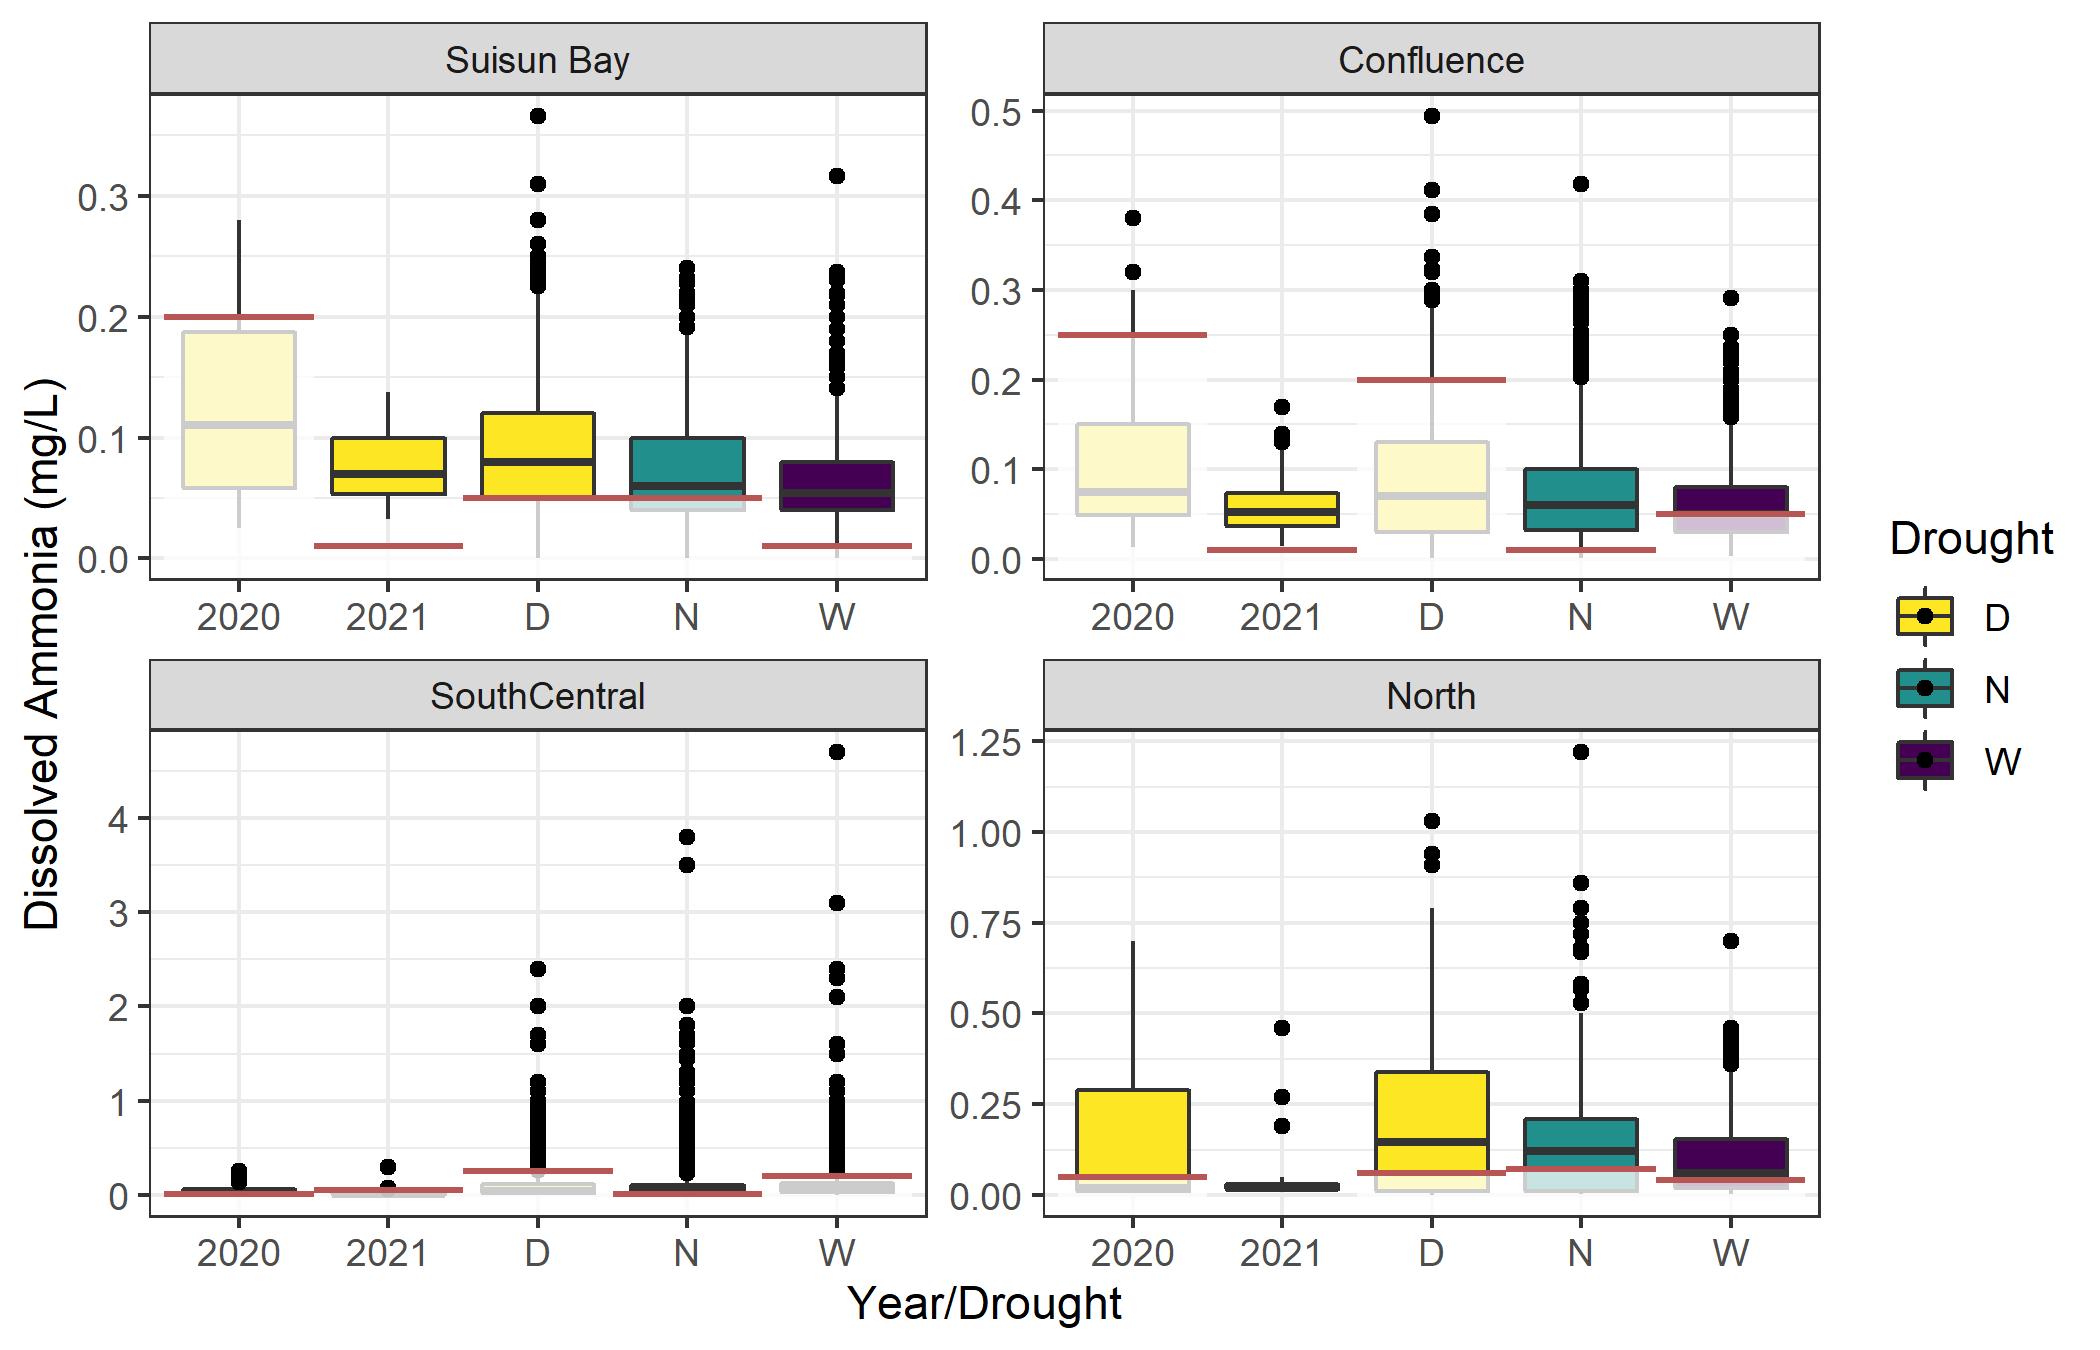 Suisun Bay
Confluence
0.3
0.2
0.1
0.0
0.5
0.4
0.3
0.2
0.1
0.0
2020 2021 D N W
2020 2021 D N W
SouthCentral
North
4
3
2
1
0
1.25
1.00
0.75
0.50
0.25
0.00
2020 2021 D N W
2020 2021 D N W
Dissolved Ammonia (mg/L)
Year/Drought
Drought
D
N
W